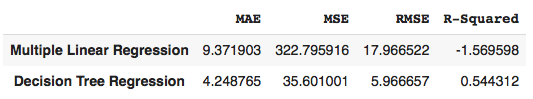 MAE MSE RMSE R-Squared
Multiple Linear Regression 9.371903 322.795916 17.966522 -1.569598
Decision Tree Regression 4.248765 35.601001 5.966657 0.544312